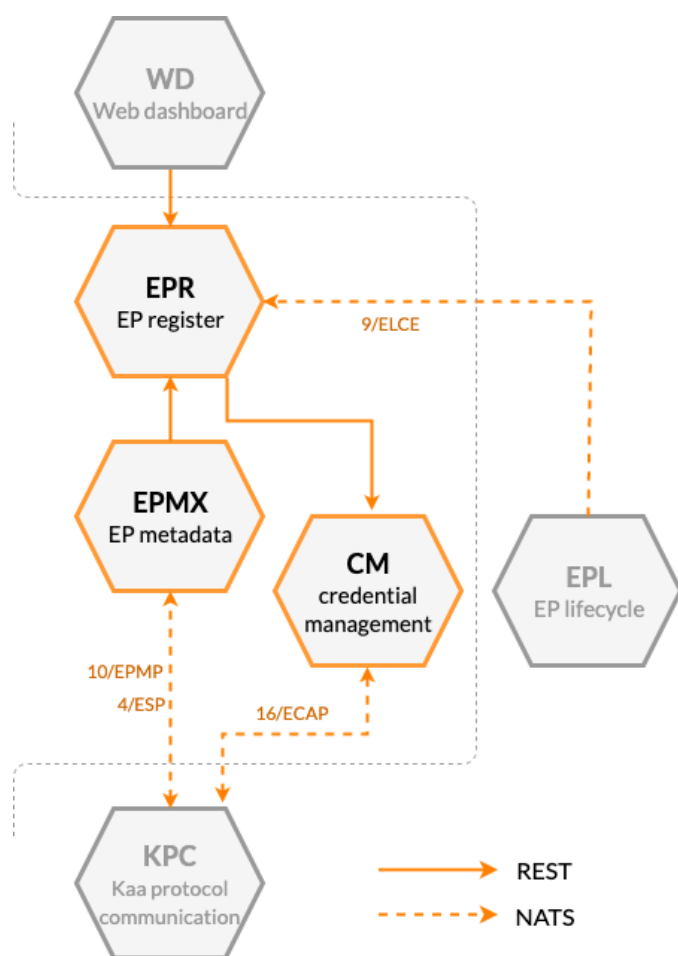 WD
Web dashboard
EPR
EP register
9/ELCE
EPMX
EP metadata
CM
credential
management
EPL
EP lifecycle
10/EPMP
4/ESP
16/ECAP
KPC
Kaa protocol
communication
REST
NATS